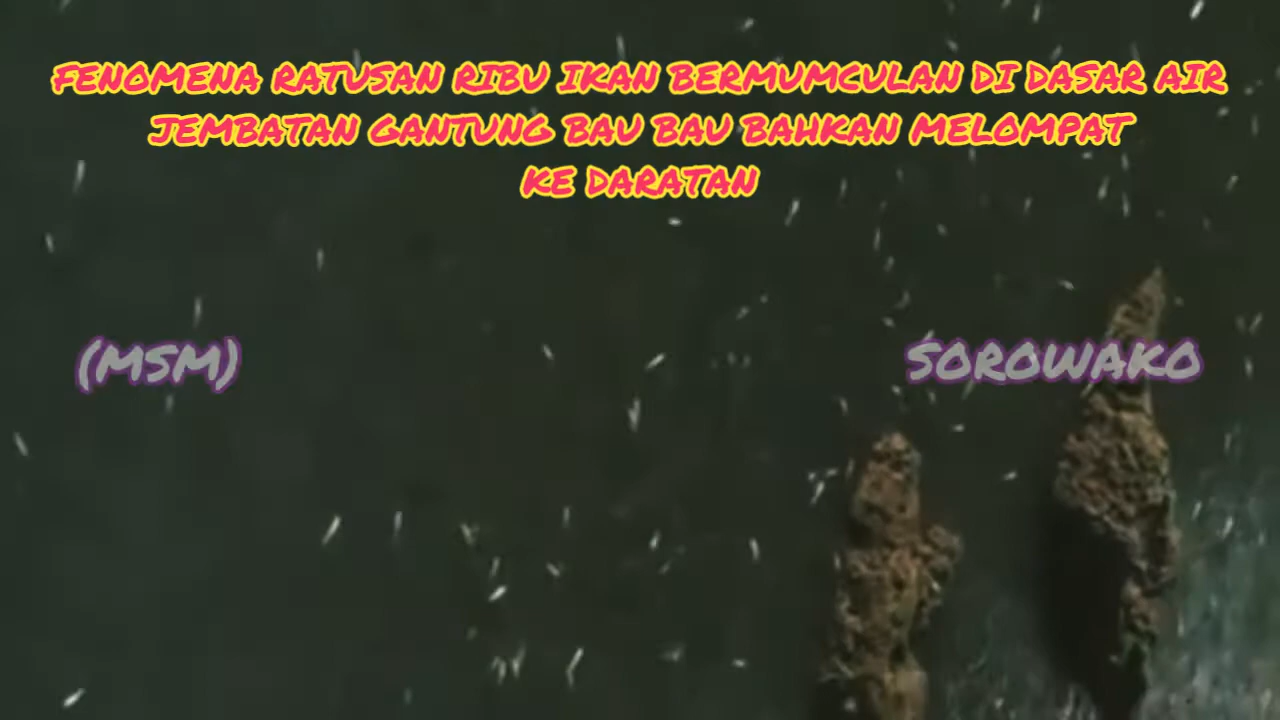 FENOMENA RATUSAN RIBU IKAN BERMUMCULAN DI DASAR AIR
JEMBATAN GANTUNG BAU BAU BAHKAN MELOMPAT
KE DARATAN
(MSM)
SOROWAKO